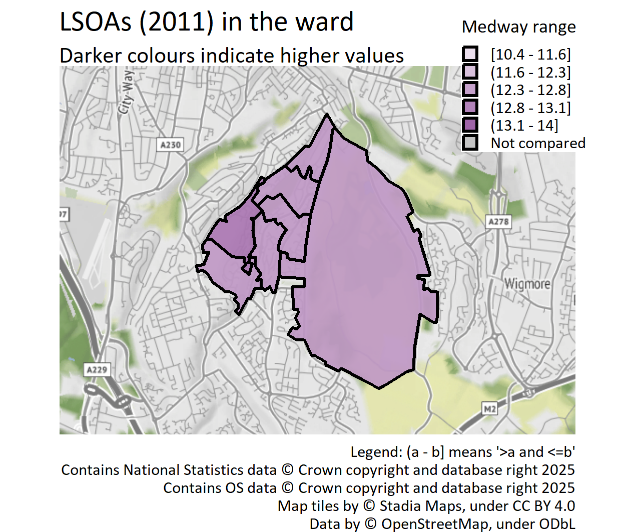 LSOAs (2011) in the ward
Darker colours indicate higher values
Medway range
[10.4 - 11.6]
(11.6 - 12.3]
(12.3 - 12.8]
(12.8 - 13.1]
(13.1 - 14]
Not compared
City Way
A230
A278
Wigmore
A229
M2
Legend: (a - b] means '>a and <=b'
Contains National Statistics data © Crown copyright and database right 2025
Contains OS data © Crown copyright and database right 2025
Map tiles by © Stadia Maps, under CC BY 4.0
Data by © OpenStreetMap, under ODbL